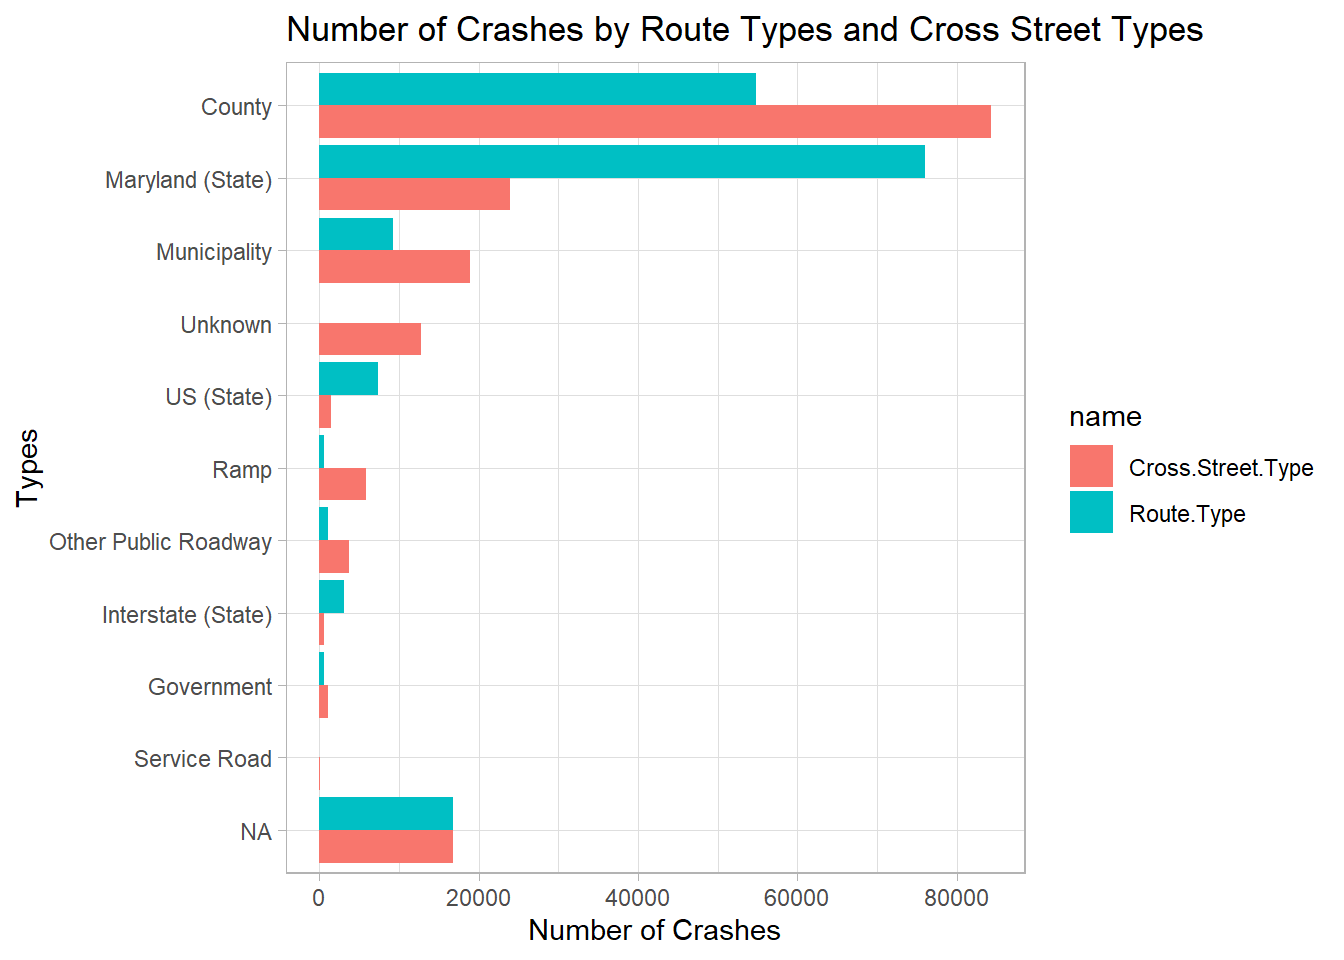 Number of Crashes by Route Types and Cross Street Types
Types
County
Maryland (State)
Municipality
Unknown
US (State)
Ramp
Other Public Roadway
Interstate (State)
Government
Service Road
NA
0 20000 40000 60000 80000
Number of Crashes
name
Cross.Street.Type
Route.Type